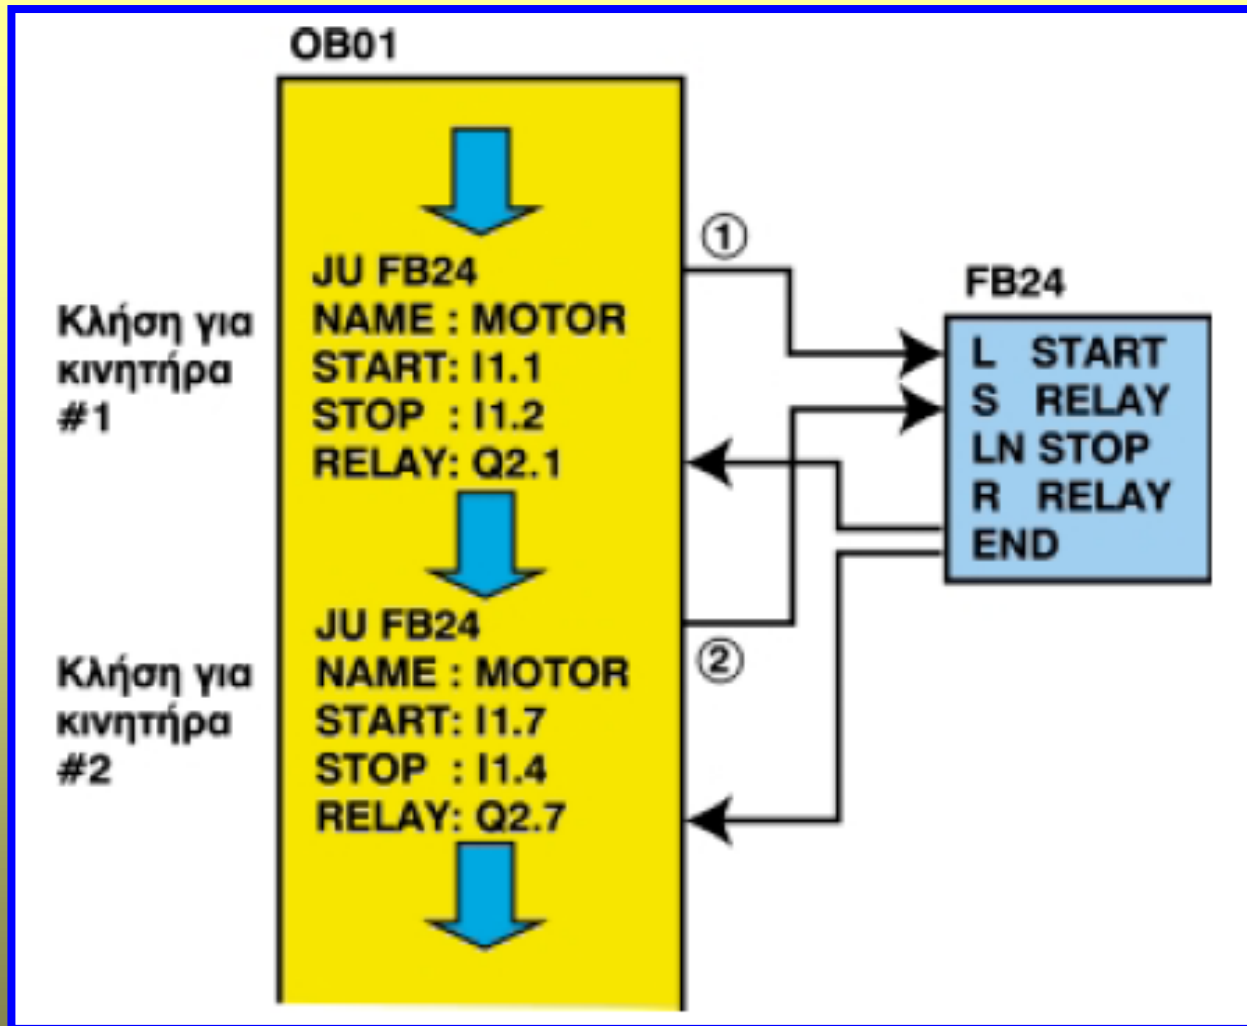 OB01
①
JU FB24
NAME : MOTOR
START: I1.1
STOP : I1.2
RELAY: Q2.1
Κλήση για
κινητήρα
#1
FB24
L START
S RELAY
LN STOP
R RELAY
END
JU FB24
NAME : MOTOR
START: I1.7
STOP : I1.4
RELAY: Q2.7
②
Κλήση για
κινητήρα
#2